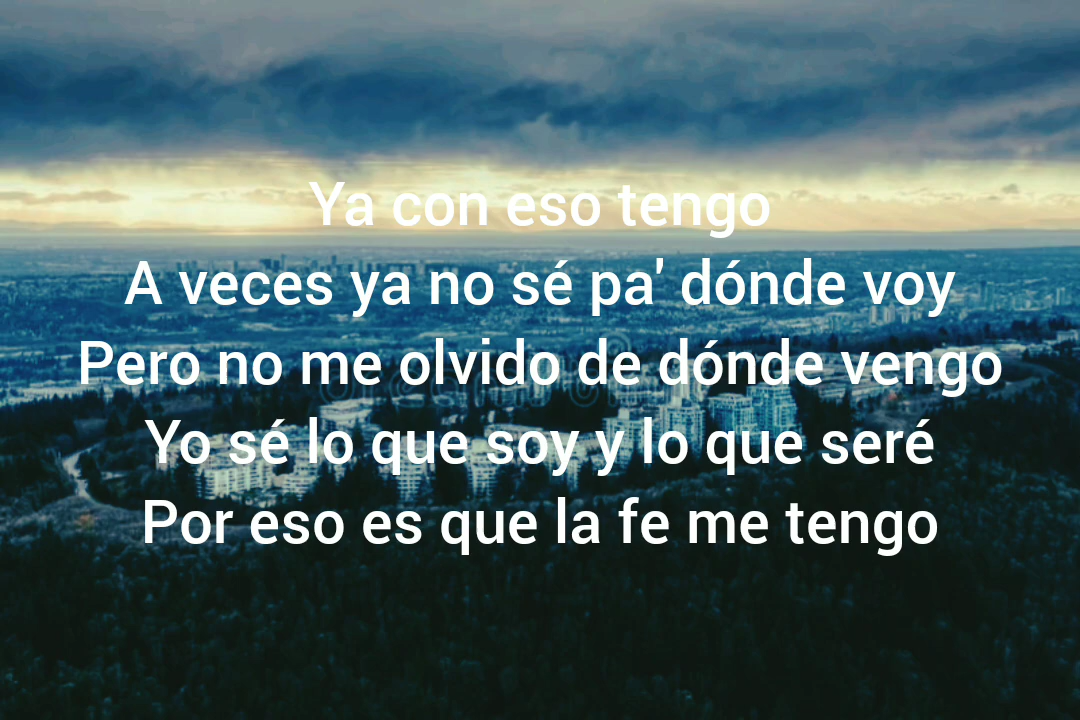 Ya con eso tengo
A veces ya no sé pa' dónde voy
Pero no me olvido de dónde vengo
Yo sé lo que soy y lo que seré
Por eso es que la fe me tengo